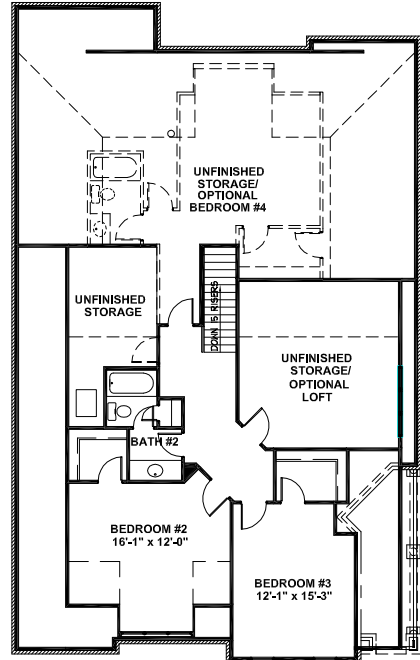 UNFINISHED
STORAGE/
OPTIONAL
BEDROOM #4
UNFINISHED
STORAGE
DOWN 15 RISERS
UNFINISHED
STORAGE/
OPTIONAL
LOFT
BATH #2
BEDROOM #2
16'-1" x 12'-0"
BEDROOM #3
12'-1" x 15'-3"